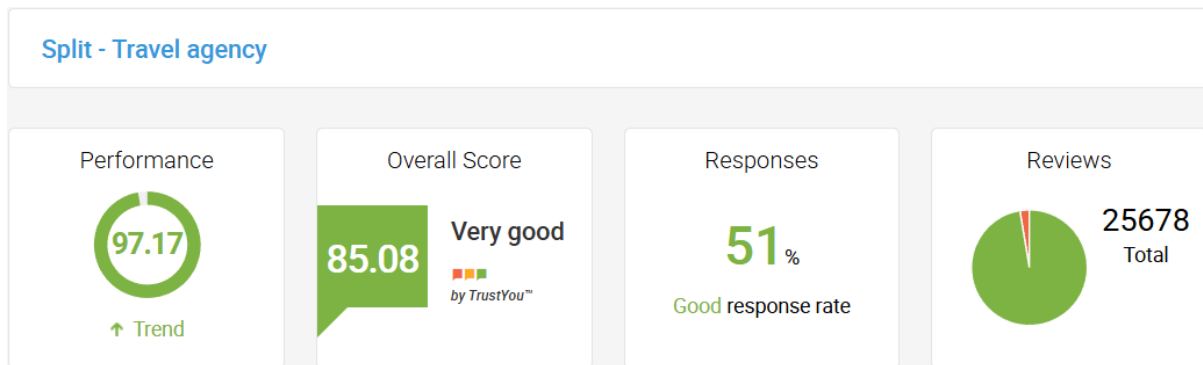 Split - Travel agency
Performance
97.17
↑ Trend
Overall Score
85.08
Very good
by TrustYou™
Responses
51%
Good response rate
Reviews
25678
Total